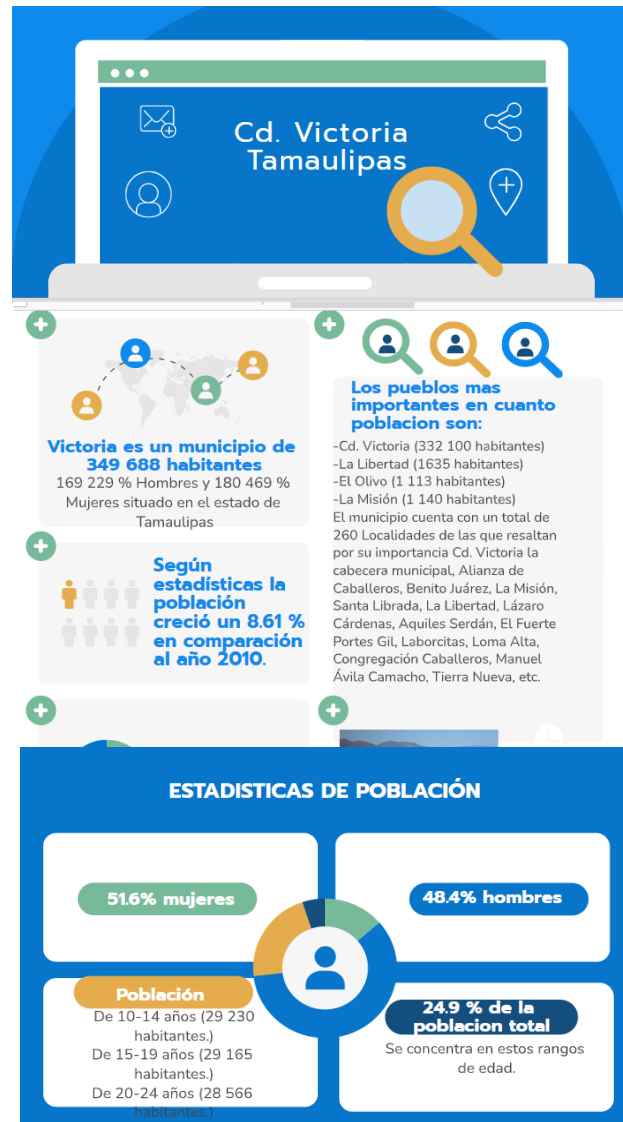 Cd. Victoria
Tamaulipas
Victoria es un municipio de
349 688 habitantes
169 229 % Hombres y 180 469 %
Mujeres situado en el estado de
Tamaulipas
Según
estadísticas la
población
creció un 8.61 %
en comparación
al año 2010.
Los pueblos mas
importantes en cuanto
poblacion son:
-Cd. Victoria (332 100 habitantes)
-La Libertad (1635 habitantes)
-El Olivo (1 113 habitantes)
-La Misión (1 140 habitantes)
El municipio cuenta con un total de
260 Localidades de las que resaltan
por su importancia Cd. Victoria la
cabecera municipal, Alianza de
Caballeros, Benito Juárez, La Misión,
Santa Librada, La Libertad, Lázaro
Cárdenas, Aquiles Serdán, El Fuerte
Portes Gil, Laborcitas, Loma Alta,
Congregación Caballeros, Manuel
Ávila Camacho, Tierra Nueva, etc.
ESTADISTICAS DE POBLACIÓN
51.6% mujeres
48.4% hombres
Población
De 10-14 años (29 230
habitantes.)
De 15-19 años (29 165
habitantes.)
De 20-24 años (28 566
habitantes.)
24.9 % de la
poblacion total
Se concentra en estos rangos
de edad.